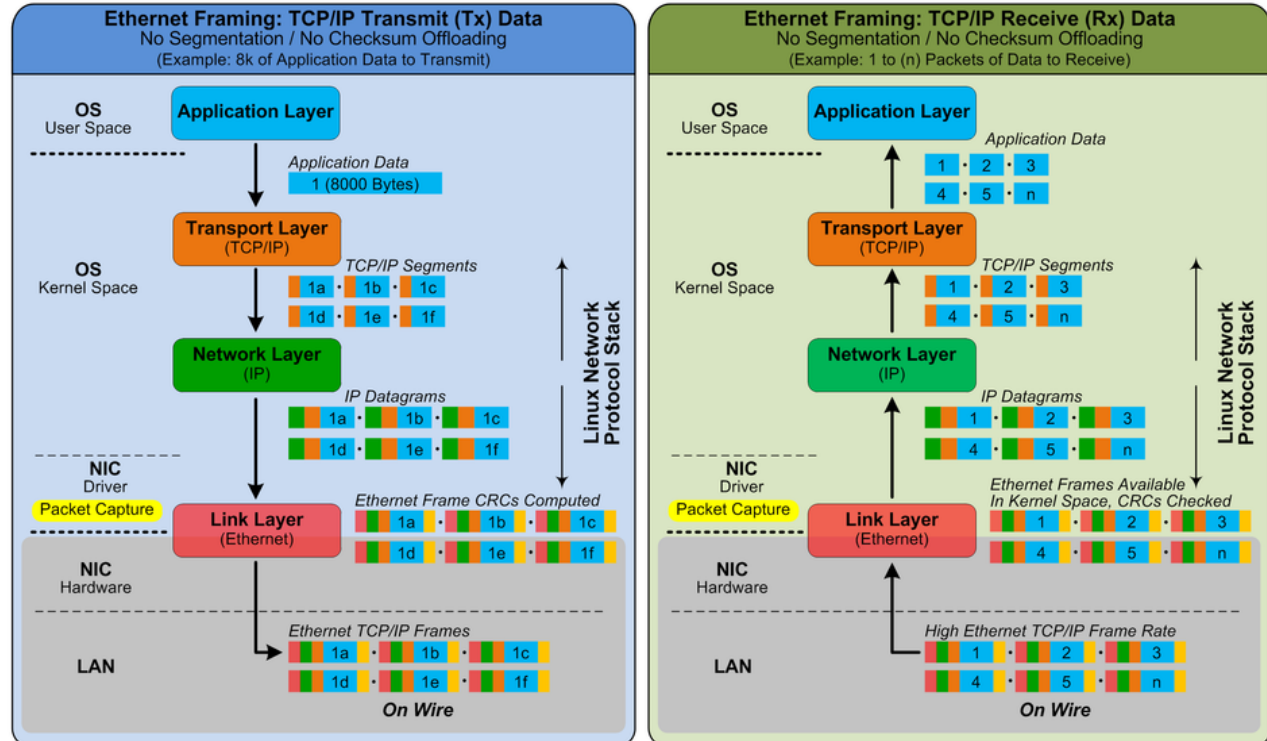 Ethernet Framing: TCP/IP Transmit (Tx) Data
No Segmentation / No Checksum Offloading
(Example: 8k of Application Data to Transmit)
OS
User Space
Application Layer
Application Data
1 (8000 Bytes)
Transport Layer
(TCP/IP)
OS
Kernel Space
TCP/IP Segments
1a · 1b · 1c
1d · 1e · 1f
Network Layer
(IP)
IP Datagrams
1a · 1b · 1c
1d · 1e · 1f
Linux Network
Protocol Stack
NIC
Driver
Packet Capture
Link Layer
(Ethernet)
Ethernet Frame CRCs Computed
1a · 1b · 1c
1d · 1e · 1f
NIC
Hardware
LAN
Ethernet TCP/IP Frames
1a · 1b · 1c
1d · 1e · 1f
On Wire
Ethernet Framing: TCP/IP Receive (Rx) Data
No Segmentation / No Checksum Offloading
(Example: 1 to (n) Packets of Data to Receive)
OS
User Space
Application Layer
Application Data
1 · 2 · 3
4 · 5 · n
Transport Layer
(TCP/IP)
OS
Kernel Space
TCP/IP Segments
1 · 2 · 3
4 · 5 · n
Network Layer
(IP)
IP Datagrams
1 · 2 · 3
4 · 5 · n
Linux Network
Protocol Stack
NIC
Driver
Packet Capture
Link Layer
(Ethernet)
Ethernet Frames Available
In Kernel Space, CRCs Checked
1 · 2 · 3
4 · 5 · n
NIC
Hardware
LAN
High Ethernet TCP/IP Frame Rate
1 · 2 · 3
4 · 5 · n
On Wire